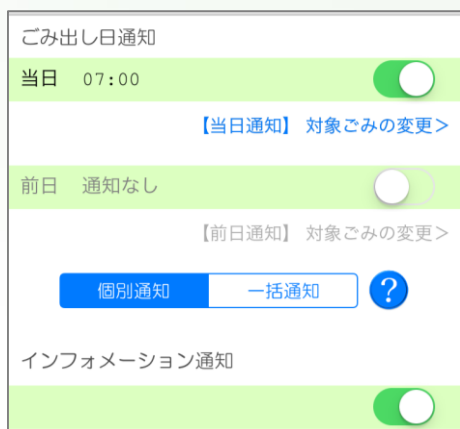 ごみ出し日通知
当日 07:00
【当日通知】 対象ごみの変更>
前日 通知なし
【前日通知】 対象ごみの変更>
個別通知 一括通知 ?
インフォメーション通知